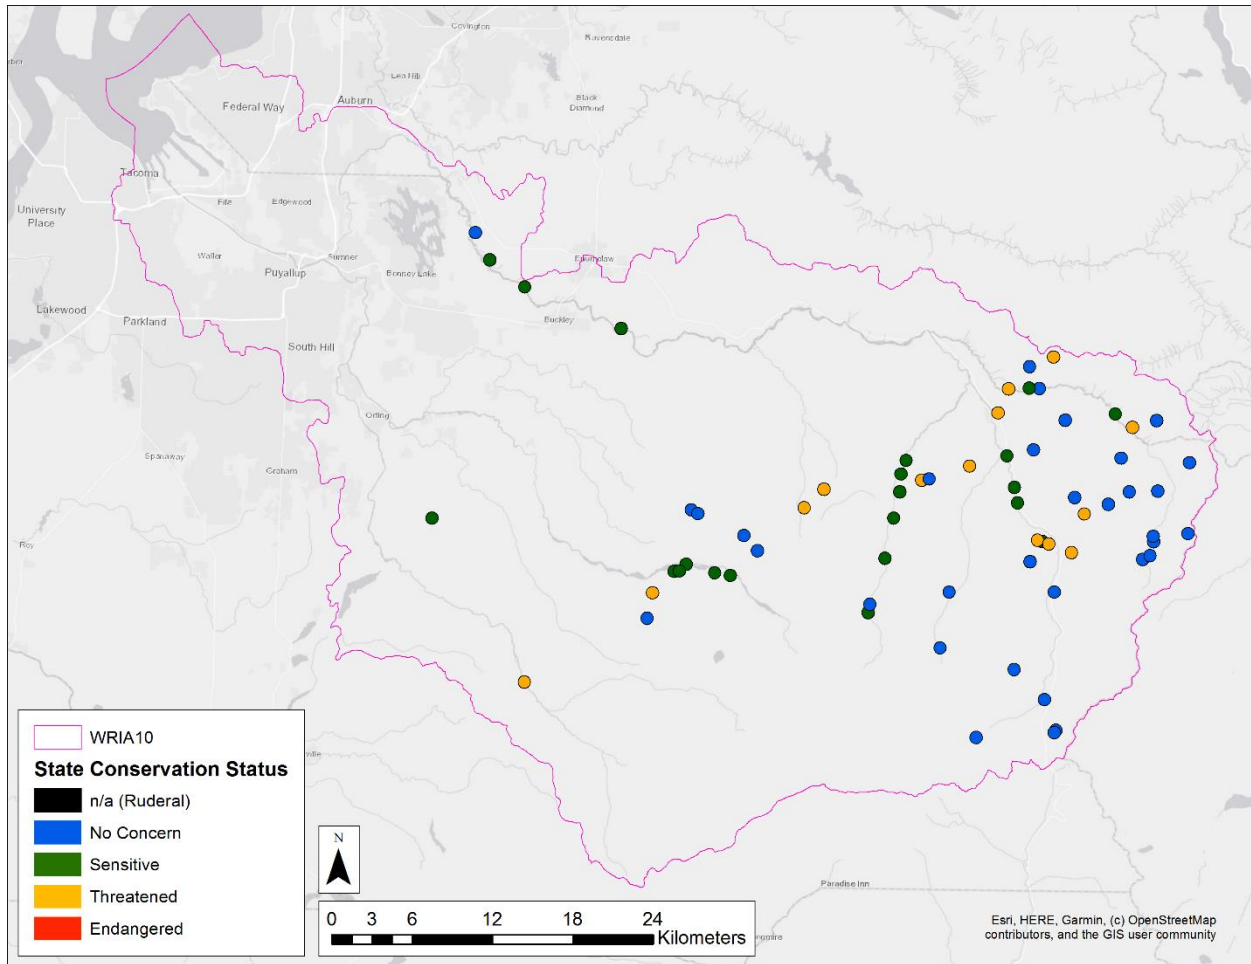 Covington
Ravensdale
Lea Hill
Black
Diamond
Federal Way
Auburn
Tacoma
University
Place
Fife
Edgewood
Waller
Puyallup
Sumner
Bonney Lake
Enumclaw
Lakewood
Parkland
Buckley
South Hill
Orting
Spanaway
Graham
Roy
Paradise Inn
WRIA10
State Conservation Status
n/a (Ruderal)
No Concern
Sensitive
Threatened
Endangered
N
0 3 6 12 18 24
Kilometers
Esri, HERE, Garmin, (c) OpenStreetMap
contributors, and the GIS user community